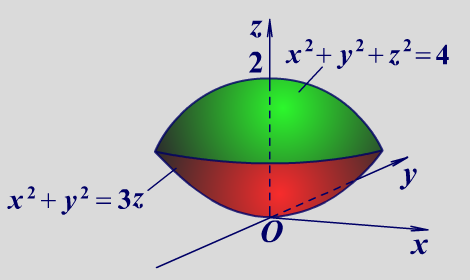 z
2
x²+ y²+ z²=4
x²+ y²=3z
y
O
x